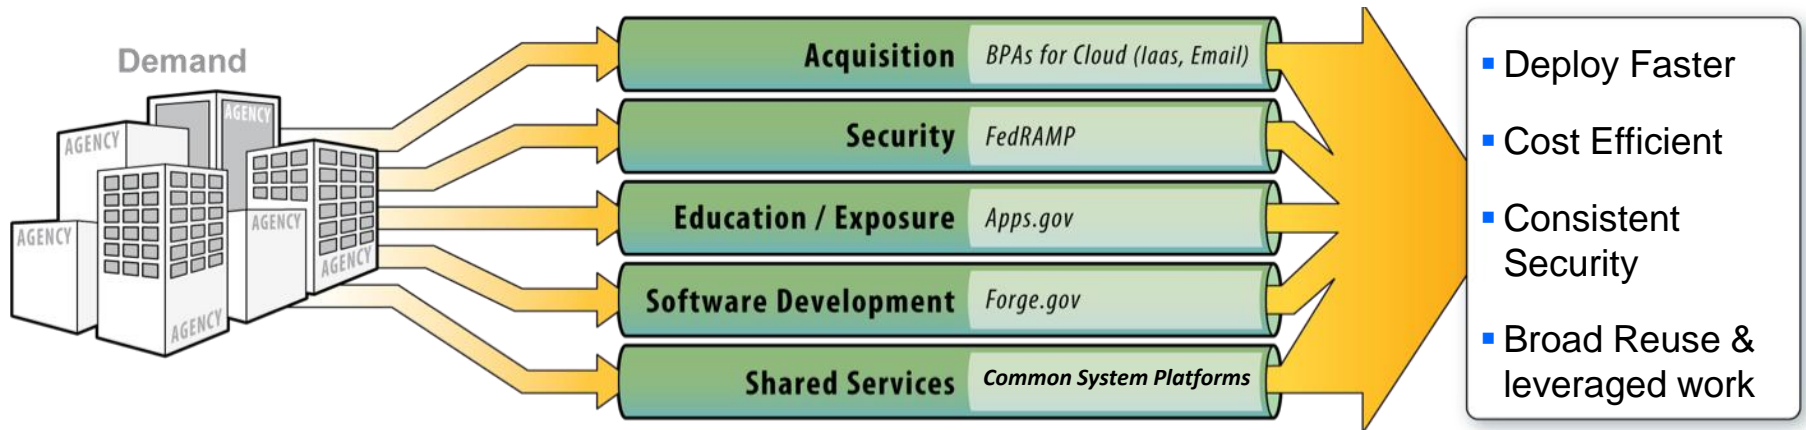 Demand
AGENCY
AGENCY
AGENCY
AGENCY
AGENCY
AGENCY
Acquisition BPAs for Cloud (Iaas, Email)
Security FedRAMP
Education / Exposure Apps.gov
Software Development Forge.gov
Shared Services Common System Platforms
▪ Deploy Faster
▪ Cost Efficient
▪ Consistent
Security
▪ Broad Reuse &
leveraged work